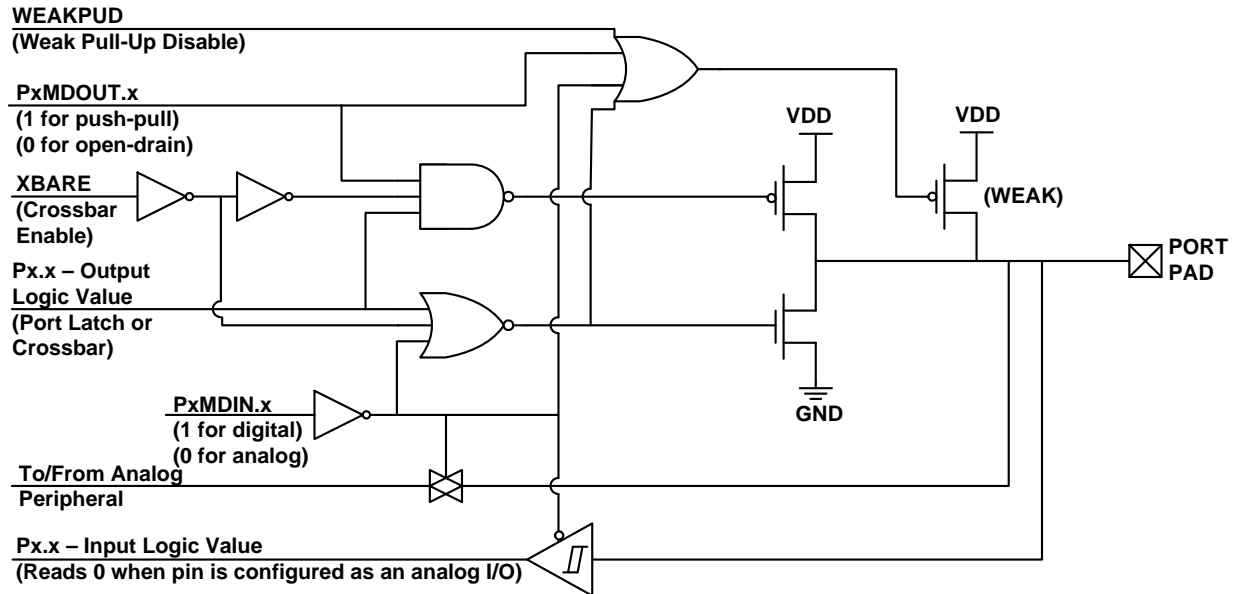 WEAKPUD
(Weak Pull-Up Disable)
PxMDOUT.x
(1 for push-pull)
(0 for open-drain)
XBARE
(Crossbar
Enable)
Px.x – Output
Logic Value
(Port Latch or
Crossbar)
PxMDIN.x
(1 for digital)
(0 for analog)
To/From Analog
Peripheral
Px.x – Input Logic Value
(Reads 0 when pin is configured as an analog I/O)
VDD
VDD
(WEAK)
PORT
PAD
GND